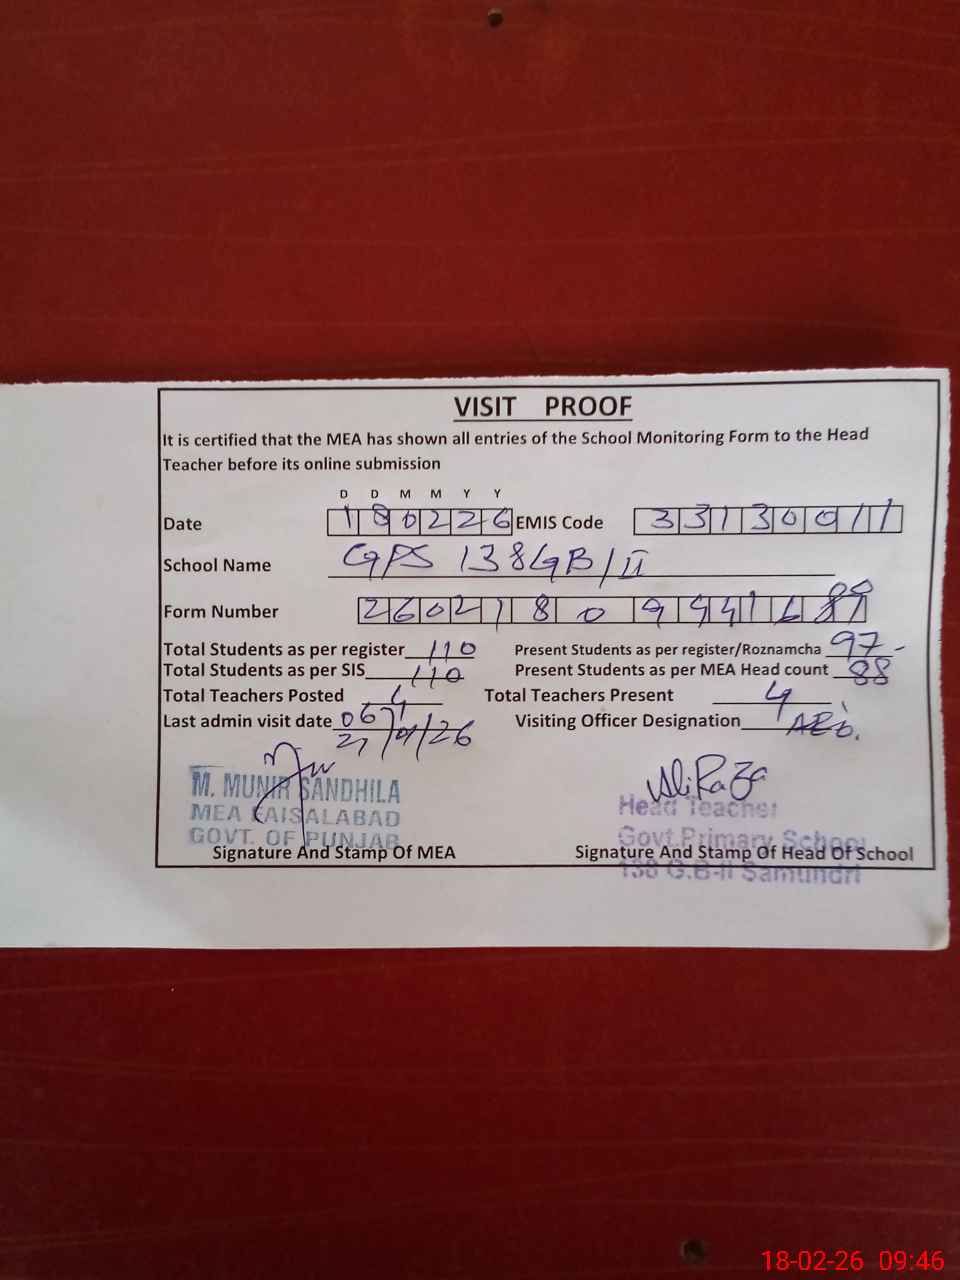 VISIT PROOF
It is certified that the MEA has shown all entries of the School Monitoring Form to the Head
Teacher before its online submission
D D M M Y Y
Date 180226 EMIS Code 33130011
School Name GPS 138GB/II
Form Number 2602180
Total Students as per register 110 Present Students as per register/Roznamcha 97
Total Students as per SIS 110 Present Students as per MEA Head count 88
Total Teachers Posted 4 Total Teachers Present 4
Last admin visit date /26 Visiting Officer Designation AEO.
M. MUNIR SANDHILA
MEA FAISALABAD
GOVT. OF PUNJAB
Signature And Stamp Of MEA
Ali Raza
Head Teacher
Govt.Primary School
Signature And Stamp Of Head Of School
138 G.B-II Samundri
18-02-26 09:46